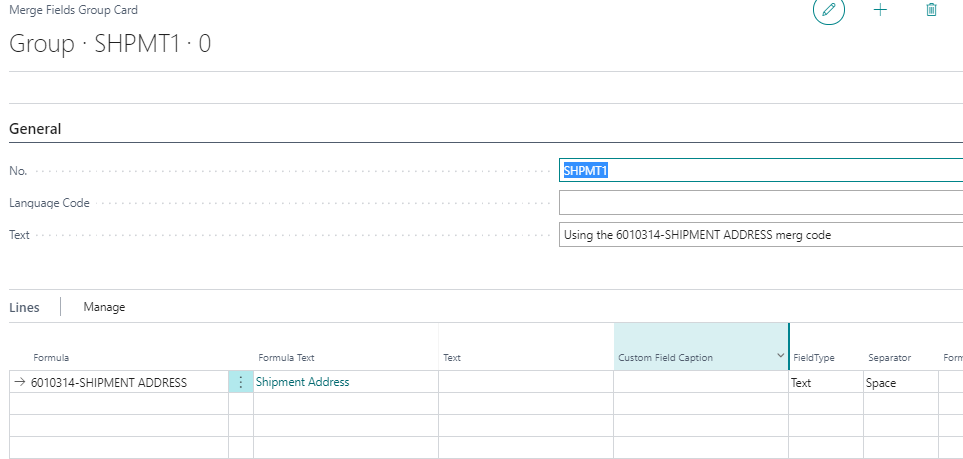 Merge Fields Group Card
Group · SHPMT1 · 0
General
No. SHPMT1
Language Code
Text Using the 6010314-SHIPMENT ADDRESS merg code
Lines Manage
Formula Formula Text Text Custom Field Caption FieldType Separator Form
6010314-SHIPMENT ADDRESS Shipment Address Text Space